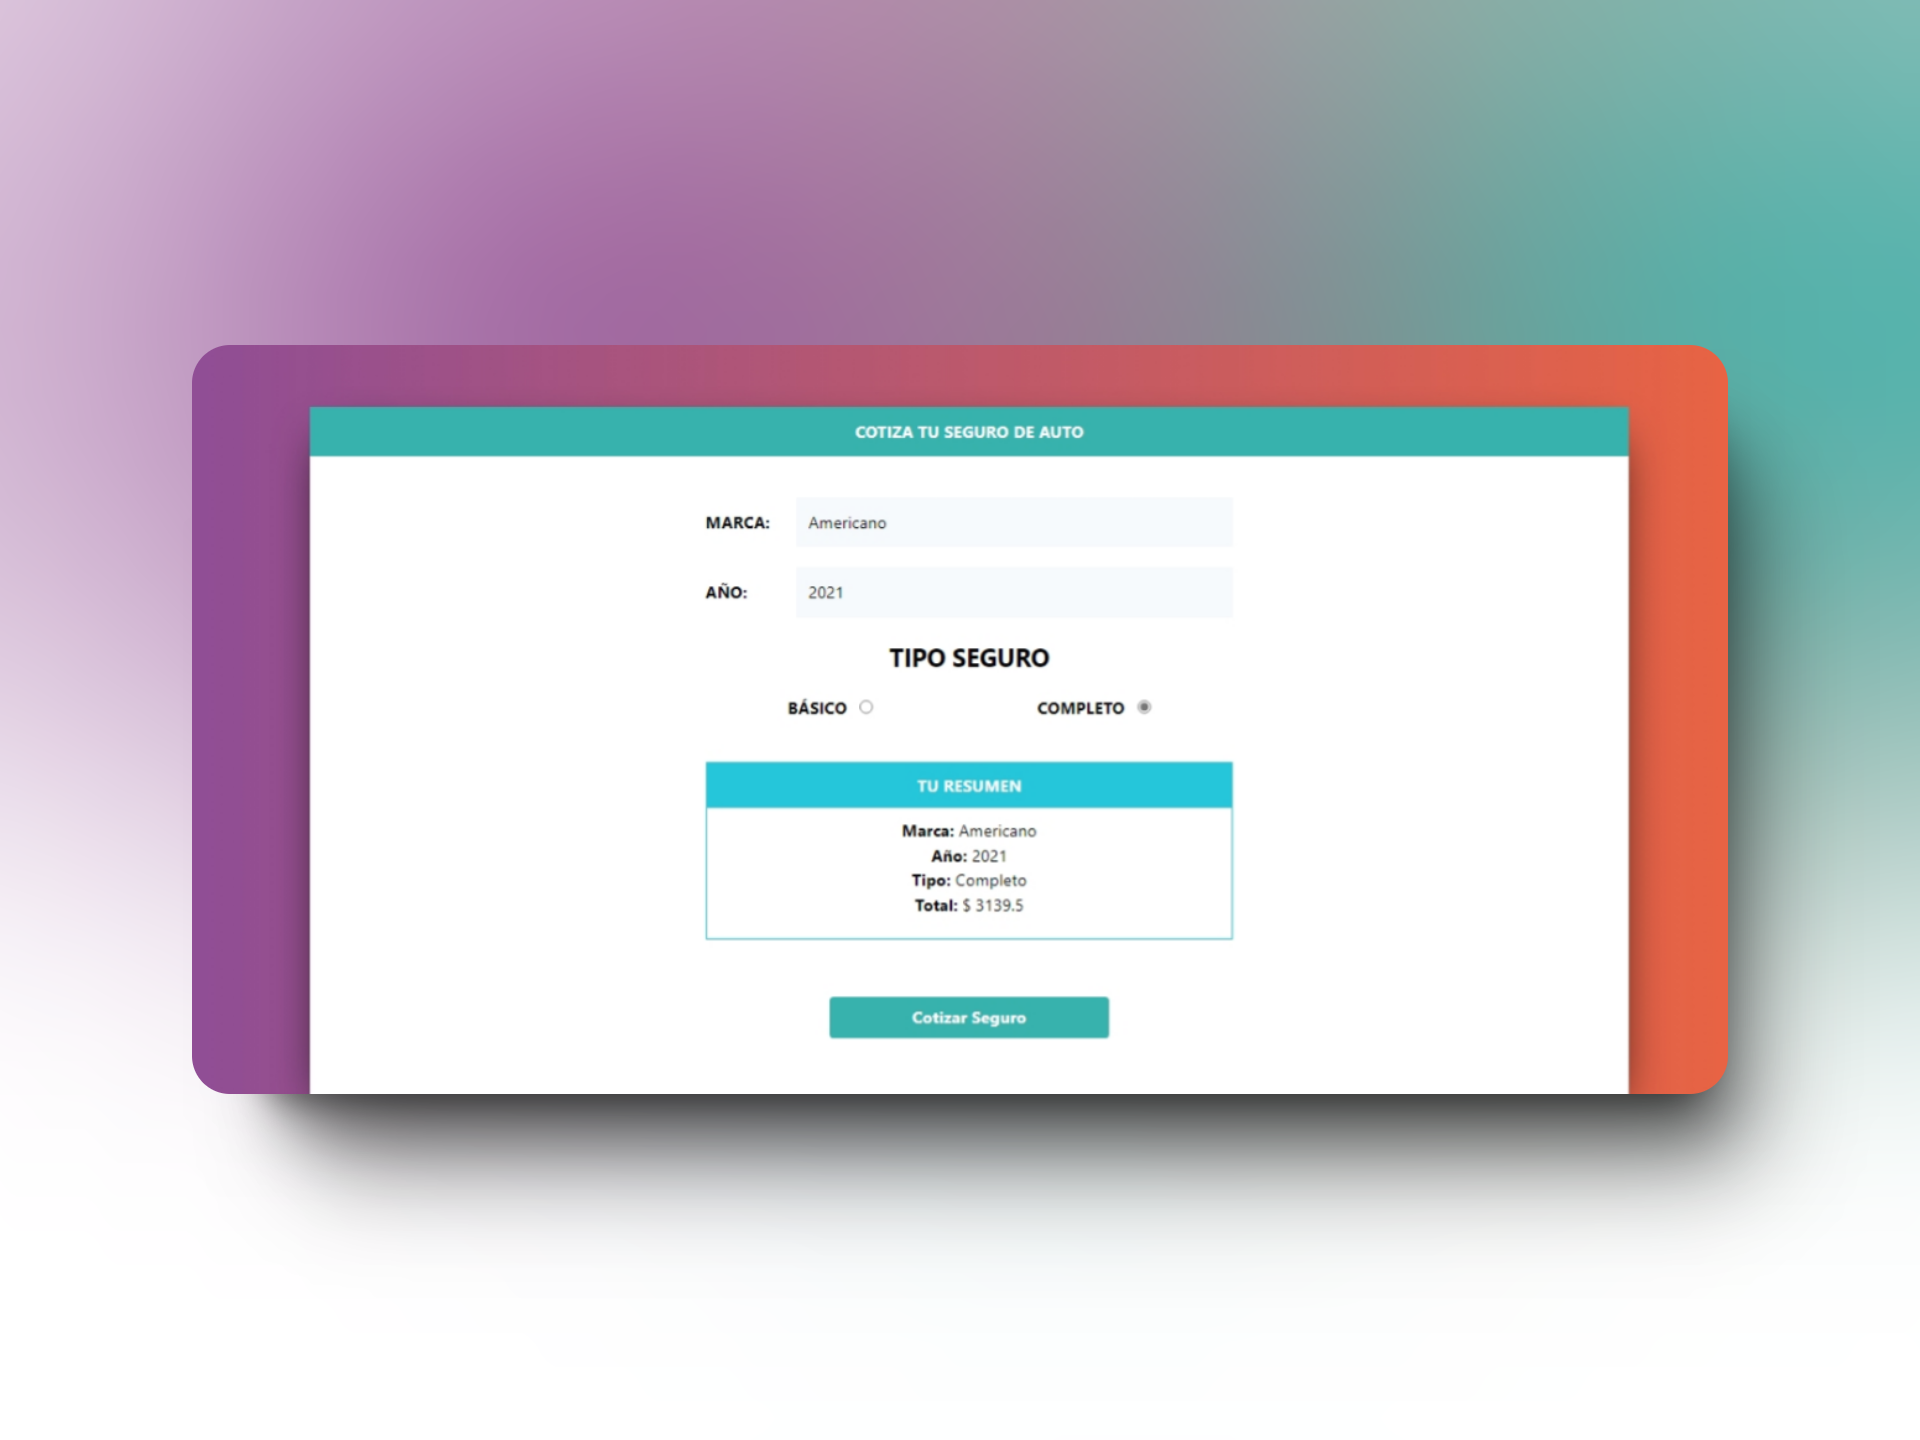 COTIZA TU SEGURO DE AUTO
MARCA: Americano
AÑO: 2021
TIPO SEGURO
BÁSICO COMPLETO
TU RESUMEN
Marca: Americano
Año: 2021
Tipo: Completo
Total: $ 3139.5
Cotizar Seguro